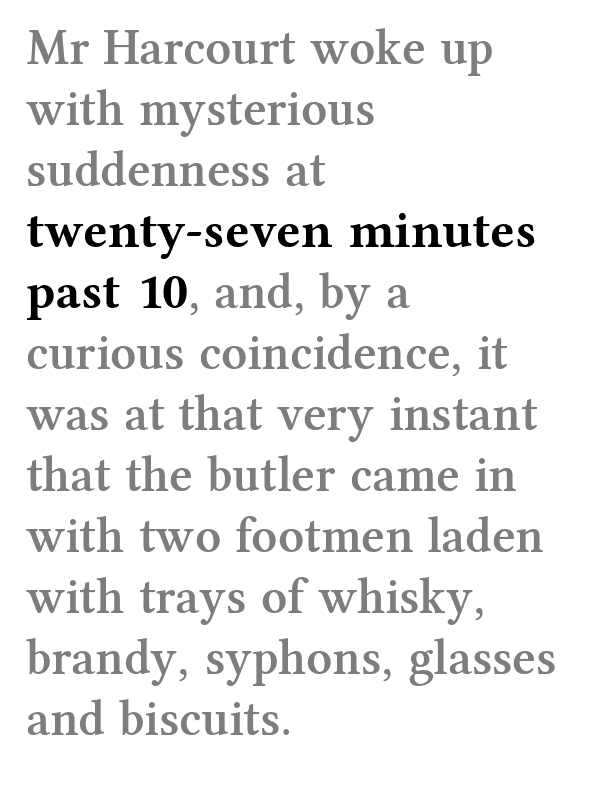 Mr Harcourt woke up
with mysterious
suddenness at
twenty-seven minutes
past 10, and, by a
curious coincidence, it
was at that very instant
that the butler came in
with two footmen laden
with trays of whisky,
brandy, syphons, glasses
and biscuits.